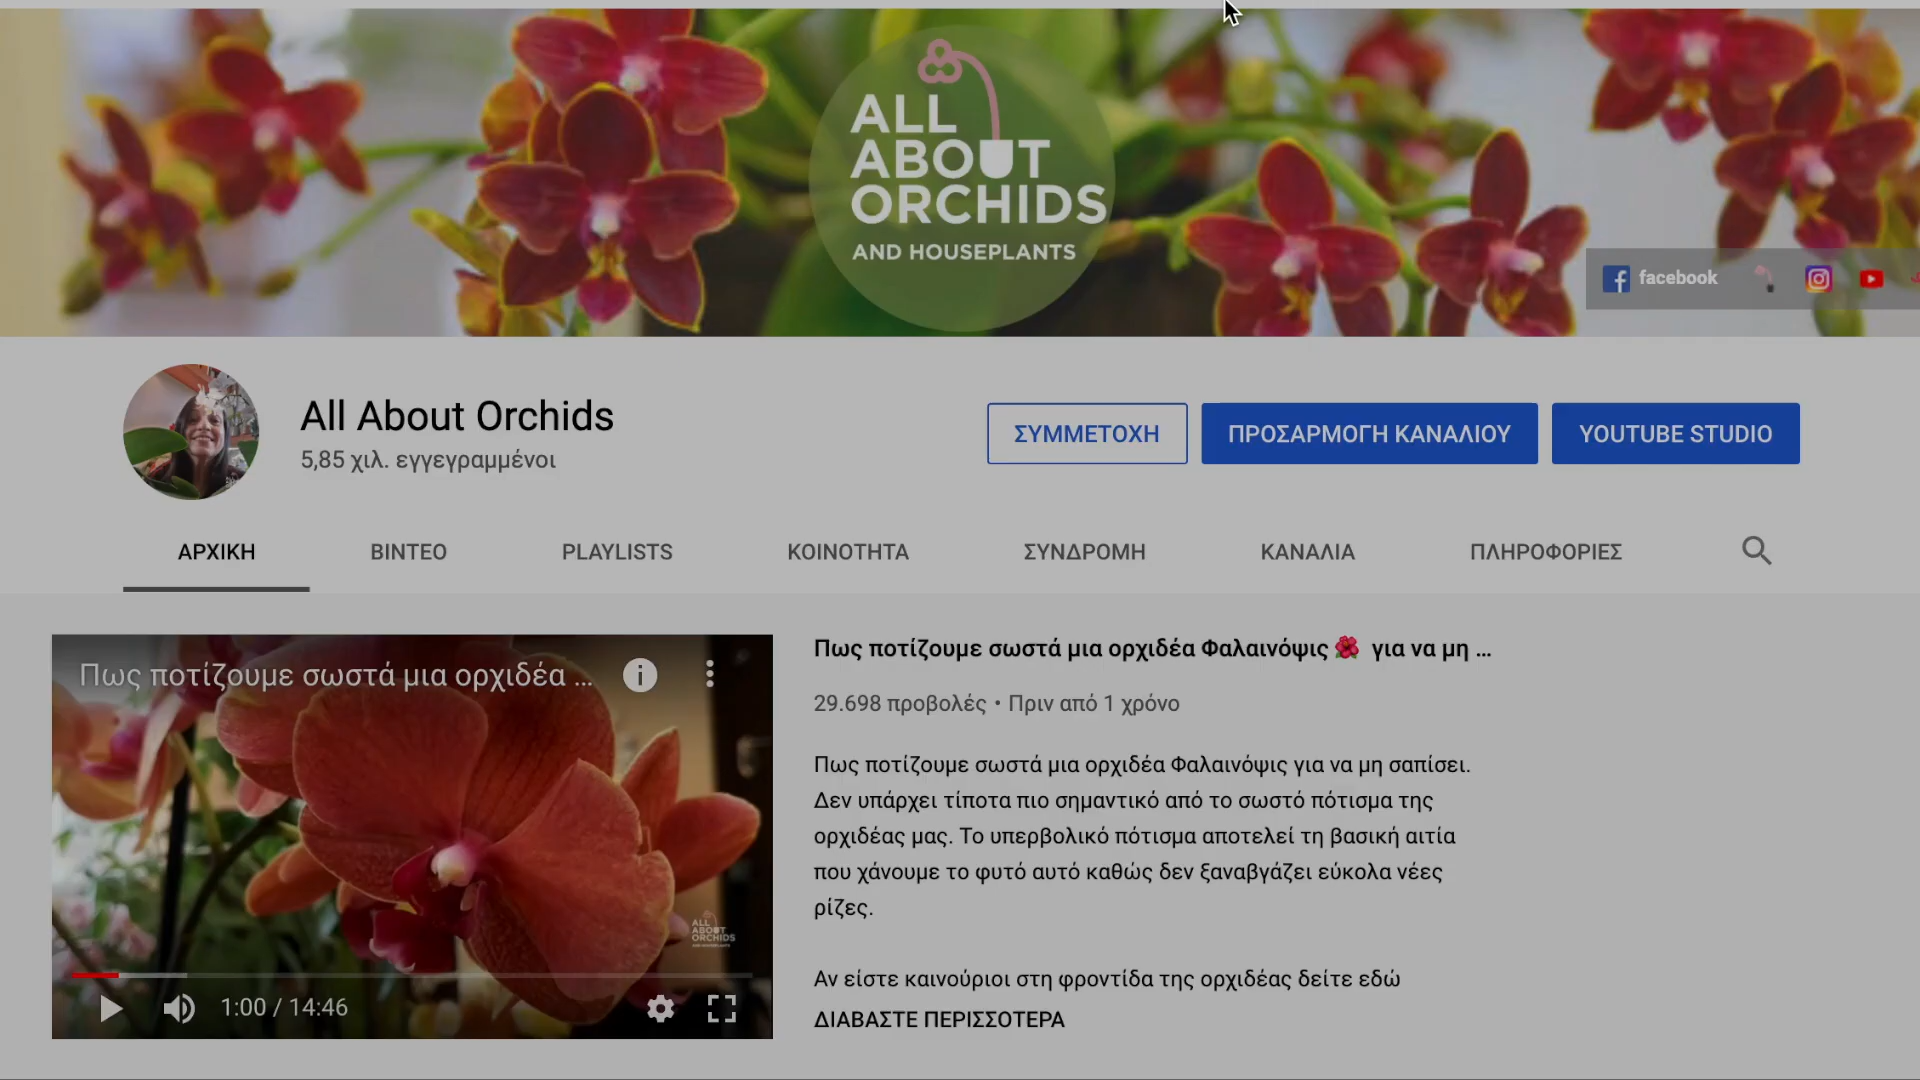 ALL
ABOUT
ORCHIDS
AND HOUSEPLANTS
facebook
All About Orchids
5,85 χιλ. εγγεγραμμένοι
ΣΥΜΜΕΤΟΧΗ
ΠΡΟΣΑΡΜΟΓΗ ΚΑΝΑΛΙΟΥ
YOUTUBE STUDIO
ΑΡΧΙΚΗ
ΒΙΝΤΕΟ
PLAYLISTS
ΚΟΙΝΟΤΗΤΑ
ΣΥΝΔΡΟΜΗ
ΚΑΝΑΛΙΑ
ΠΛΗΡΟΦΟΡΙΕΣ
Πως ποτίζουμε σωστά μια ορχιδέα ...
ALL
ABOUT
ORCHIDS
AND HOUSEPLANTS
1:00 / 14:46
Πως ποτίζουμε σωστά μια ορχιδέα Φαλαινόψις🌺 για να μη ...
29.698 προβολές • Πριν από 1 χρόνο
Πως ποτίζουμε σωστά μια ορχιδέα Φαλαινόψις για να μη σαπίσει.
Δεν υπάρχει τίποτα πιο σημαντικό από το σωστό πότισμα της
ορχιδέας μας. Το υπερβολικό πότισμα αποτελεί τη βασική αιτία
που χάνουμε το φυτό αυτό καθώς δεν ξαναβγάζει εύκολα νέες
ρίζες.
Αν είστε καινούριοι στη φροντίδα της ορχιδέας δείτε εδώ
ΔΙΑΒΑΣΤΕ ΠΕΡΙΣΣΟΤΕΡΑ